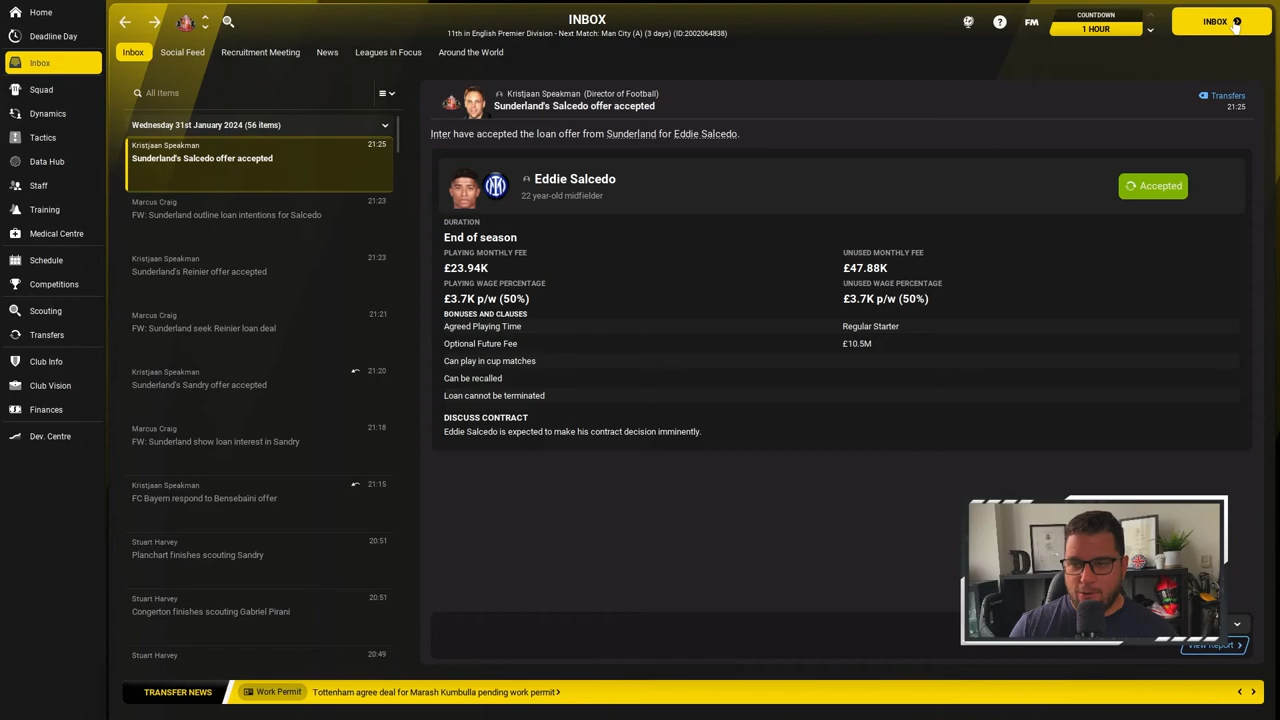 Home
Deadline Day
Inbox
Squad
Dynamics
Tactics
Data Hub
Staff
Training
Medical Centre
Schedule
Competitions
Scouting
Transfers
Club Info
Club Vision
Finances
Dev. Centre
INBOX
11th in English Premier Division - Next Match: Man City (A) (3 days) (ID:2002064838)
?
FM
COUNTDOWN
1 HOUR
INBOX
Inbox
Social Feed
Recruitment Meeting
News
Leagues in Focus
Around the World
All Items
Wednesday 31st January 2024 (56 items)
Kristjaan Speakman 21:25
Sunderland's Salcedo offer accepted
Marcus Craig 21:23
FW: Sunderland outline loan intentions for Salcedo
Kristjaan Speakman 21:23
Sunderland's Reinier offer accepted
Marcus Craig 21:21
FW: Sunderland seek Reinier loan deal
Kristjaan Speakman 21:20
Sunderland's Sandry offer accepted
Marcus Craig 21:18
FW: Sunderland show loan interest in Sandry
Kristjaan Speakman 21:15
FC Bayern respond to Bensebaïni offer
Stuart Harvey 20:51
Planchart finishes scouting Sandry
Stuart Harvey 20:51
Congerton finishes scouting Gabriel Pirani
Stuart Harvey 20:49
Kristjaan Speakman (Director of Football)
Sunderland's Salcedo offer accepted
Transfers
21:25
Inter have accepted the loan offer from Sunderland for Eddie Salcedo.
Eddie Salcedo
22 year-old midfielder
Accepted
DURATION
End of season
PLAYING MONTHLY FEE UNUSED MONTHLY FEE
£23.94K £47.88K
PLAYING WAGE PERCENTAGE UNUSED WAGE PERCENTAGE
£3.7K p/w (50%) £3.7K p/w (50%)
BONUSES AND CLAUSES
Agreed Playing Time Regular Starter
Optional Future Fee £10.5M
Can play in cup matches
Can be recalled
Loan cannot be terminated
DISCUSS CONTRACT
Eddie Salcedo is expected to make his contract decision imminently.
D
View Report
TRANSFER NEWS
Work Permit
Tottenham agree deal for Marash Kumbulla pending work permit